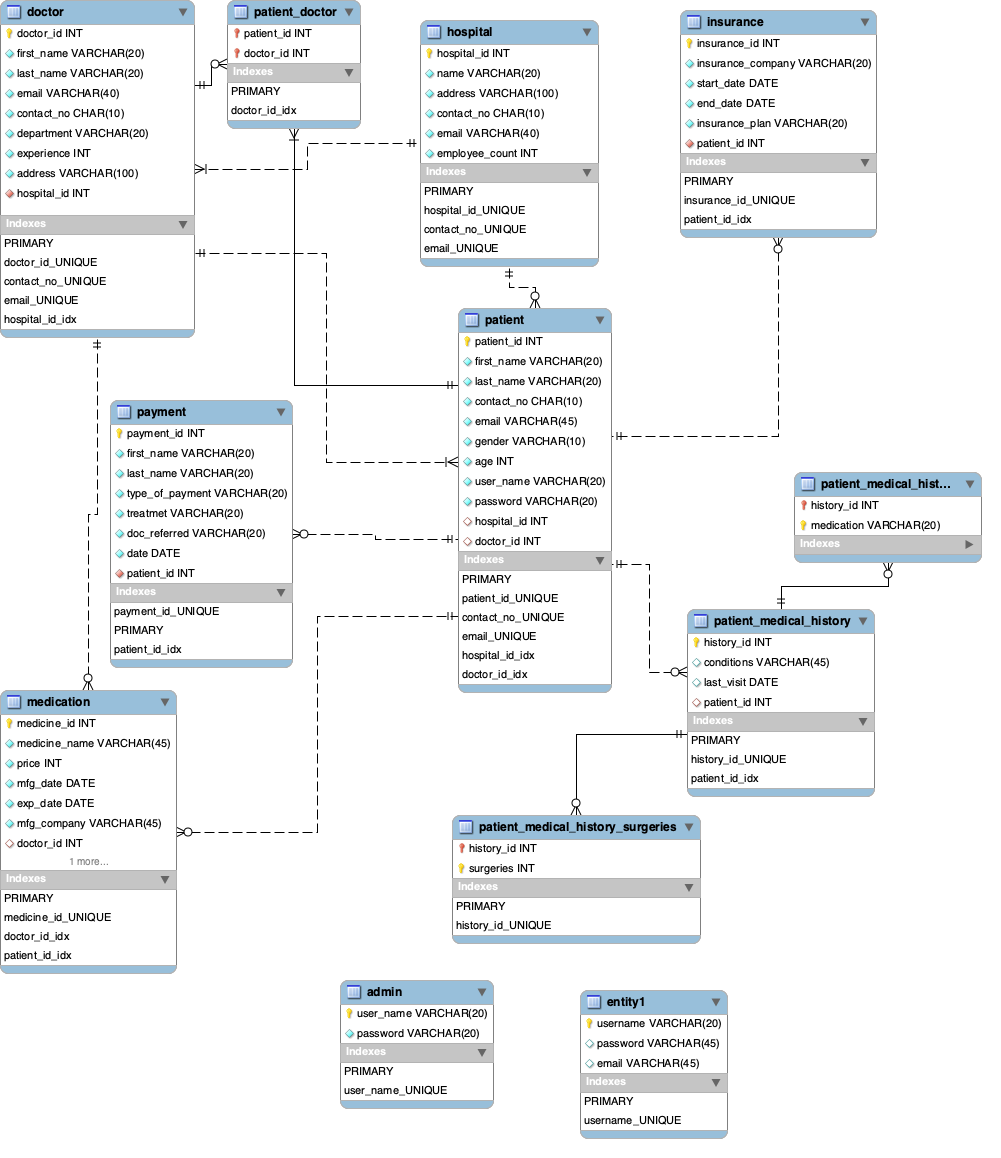 doctor
doctor_id INT
first_name VARCHAR(20)
last_name VARCHAR(20)
email VARCHAR(40)
contact_no CHAR(10)
department VARCHAR(20)
experience INT
address VARCHAR(100)
hospital_id INT
Indexes
PRIMARY
doctor_id_UNIQUE
contact_no_UNIQUE
email_UNIQUE
hospital_id_idx
patient_doctor
patient_id INT
doctor_id INT
Indexes
PRIMARY
doctor_id_idx
hospital
hospital_id INT
name VARCHAR(20)
address VARCHAR(100)
contact_no CHAR(10)
email VARCHAR(40)
employee_count INT
Indexes
PRIMARY
hospital_id_UNIQUE
contact_no_UNIQUE
email_UNIQUE
insurance
insurance_id INT
insurance_company VARCHAR(20)
start_date DATE
end_date DATE
insurance_plan VARCHAR(20)
patient_id INT
Indexes
PRIMARY
insurance_id_UNIQUE
patient_id_idx
patient
patient_id INT
first_name VARCHAR(20)
last_name VARCHAR(20)
contact_no CHAR(10)
email VARCHAR(45)
gender VARCHAR(10)
age INT
user_name VARCHAR(20)
password VARCHAR(20)
hospital_id INT
doctor_id INT
Indexes
PRIMARY
patient_id_UNIQUE
contact_no_UNIQUE
email_UNIQUE
hospital_id_idx
doctor_id_idx
payment
payment_id INT
first_name VARCHAR(20)
last_name VARCHAR(20)
type_of_payment VARCHAR(20)
treatmet VARCHAR(20)
doc_referred VARCHAR(20)
date DATE
patient_id INT
Indexes
payment_id_UNIQUE
PRIMARY
patient_id_idx
patient_medical_hist...
history_id INT
medication VARCHAR(20)
Indexes
patient_medical_history
history_id INT
conditions VARCHAR(45)
last_visit DATE
patient_id INT
Indexes
PRIMARY
history_id_UNIQUE
patient_id_idx
medication
medicine_id INT
medicine_name VARCHAR(45)
price INT
mfg_date DATE
exp_date DATE
mfg_company VARCHAR(45)
doctor_id INT
1 more...
Indexes
PRIMARY
medicine_id_UNIQUE
doctor_id_idx
patient_id_idx
patient_medical_history_surgeries
history_id INT
surgeries INT
Indexes
PRIMARY
history_id_UNIQUE
admin
user_name VARCHAR(20)
password VARCHAR(20)
Indexes
PRIMARY
user_name_UNIQUE
entity1
username VARCHAR(20)
password VARCHAR(45)
email VARCHAR(45)
Indexes
PRIMARY
username_UNIQUE